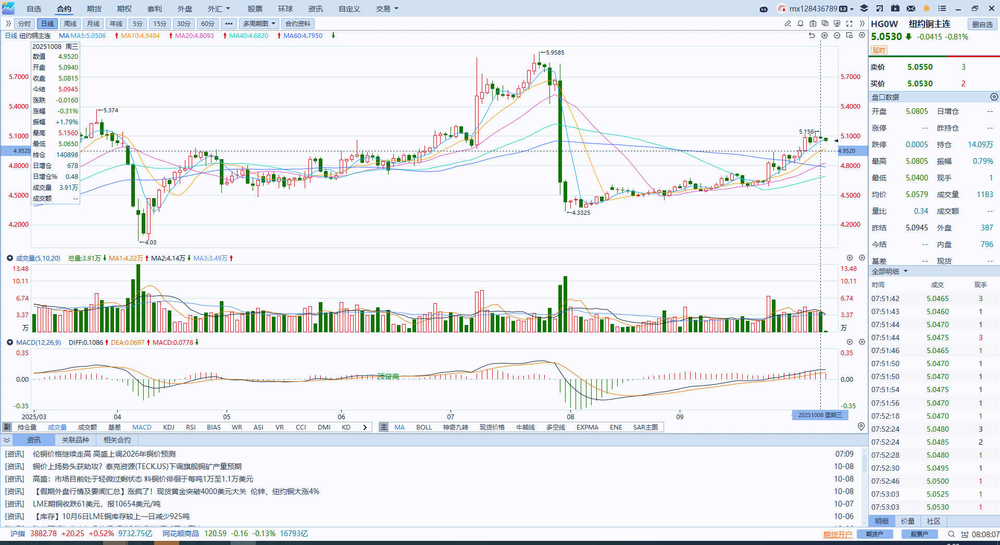 自选 合约 期货 期权 套利 外盘 外汇 股票 环球 资讯 自定义 交易 mx128436789 L2
分时 日线 周线 月线 年线 5分 15分 30分 60分 ••• 多周期图 合约资料
日线 纽约铜主连 MA MA5:5.0506 MA10:4.9484 MA20:4.8093 MA40:4.6820 MA60:4.7950
20251008 周三
数值 4.9520
开盘 5.0940
收盘 5.0815
今结 5.0945
涨跌 -0.0160
涨幅 -0.31%
振幅 +1.79%
最高 5.1560
最低 5.0650
持仓 140898
日增仓 678
日增仓% 0.48
成交量 3.91万
成交额 --
5.7000
5.4000
5.1000
4.9520
4.8000
4.5000
4.2000
5.374
4.03
5.9585
4.3325
5.156
5.7000
5.4000
5.1000
4.9520
4.8000
4.5000
4.2000
成交量(5,10,20) 总量:3.91万 MA1:4.22万 MA2:4.14万 MA3:3.49万
13.48
10.11
6.74
3.37
万
13.48
10.11
6.74
3.37
万
MACD(12,26,9) DIFF:0.1086 DEA:0.0697 MACD:0.0778
0.35
0.00
-0.35
顶背离
0.35
0.00
-0.35
2025/03 04 05 06 07 08 09 20251008 星期三
副 持仓量 成交量 成交额 基差 MACD KDJ RSI BIAS WR ASI VR CCI DMI KD 主 MA BOLL 神奇九转 现货价格 牛熊线 多空线 EXPMA ENE SAR主图
资讯 关联品种 相关合约
[资讯] 伦铜价格继续走高 高盛上调2026年铜价预测 07:09
[资讯] 铜价上扬势头获助攻？泰克资源(TECK.US)下调旗舰铜矿产量预期 10-08
[资讯] 高盛：市场目前处于轻微过剩状态 料铜价徘徊于每吨1万至1.1万美元 10-08
[资讯] 【假期外盘行情及要闻汇总】涨疯了！现货黄金突破4000美元大关 伦锌、纽约铜大涨4% 10-08
[资讯] LME期铜收跌61美元，报10654美元/吨 10-07
[资讯] 【库存】10月6日LME铜库存较上一日减少925吨 10-06
沪指 3882.78 +20.25 +0.52% 9732.75亿 同花顺商品 120.59 -0.16 -0.13% 16793亿
期货开户 期货户 股票户 08:08:07
HG0W 纽约铜主连 删自选
5.0530 -0.0415 -0.81%
延时
卖价 5.0550 3
买价 5.0530 2
盘口数据
开盘 5.0805 日增仓 --
涨停 -- 昨持仓 --
跌停 0.0005 持仓 14.09万
最高 5.0805 振幅 0.79%
最低 5.0400 现手 1
均价 5.0579 成交量 1183
量比 0.34 成交额 --
昨结 5.0945 外盘 387
今结 -- 内盘 796
基差 -- 现货 --
全部明细
时间 成交 现手
07:51:42 5.0465 3
07:51:43 5.0460 1
07:51:44 5.0470 1
07:51:44 5.0475 3
07:51:46 5.0465 1
07:51:50 5.0470 1
07:51:50 5.0470 1
07:51:54 5.0475 1
07:51:56 5.0470 1
07:52:18 5.0470 1
07:52:24 5.0480 3
07:52:24 5.0485 2
07:52:28 5.0480 1
07:52:30 5.0495 1
07:52:46 5.0500 1
07:53:03 5.0525 1
07:53:03 5.0530 1
明细 价量 社区